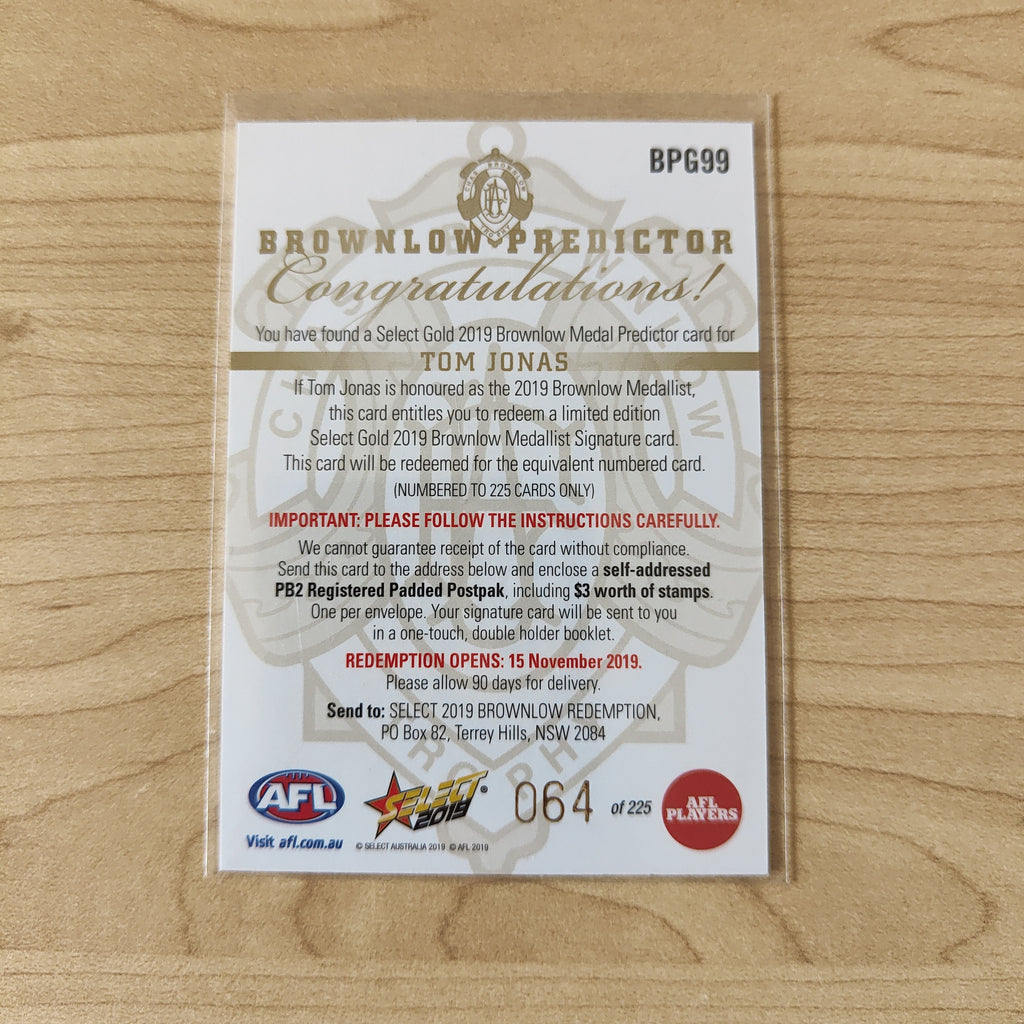 BPG99
CHAS BROWNLOW
TROPHY
BROWNLOW PREDICTOR
Congratulations!
You have found a Select Gold 2019 Brownlow Medal Predictor card for
TOM JONAS
If Tom Jonas is honoured as the 2019 Brownlow Medallist,
this card entitles you to redeem a limited edition
Select Gold 2019 Brownlow Medallist Signature card.
This card will be redeemed for the equivalent numbered card.
(NUMBERED TO 225 CARDS ONLY)
IMPORTANT: PLEASE FOLLOW THE INSTRUCTIONS CAREFULLY.
We cannot guarantee receipt of the card without compliance.
Send this card to the address below and enclose a self-addressed
PB2 Registered Padded Postpak, including $3 worth of stamps.
One per envelope. Your signature card will be sent to you
in a one-touch, double holder booklet.
REDEMPTION OPENS: 15 November 2019.
Please allow 90 days for delivery.
Send to: SELECT 2019 BROWNLOW REDEMPTION,
PO Box 82, Terrey Hills, NSW 2084
AFL
SELECT 2019 ®
064 of 225
AFL
PLAYERS
Visit afl.com.au
© SELECT AUSTRALIA 2019 © AFL 2019